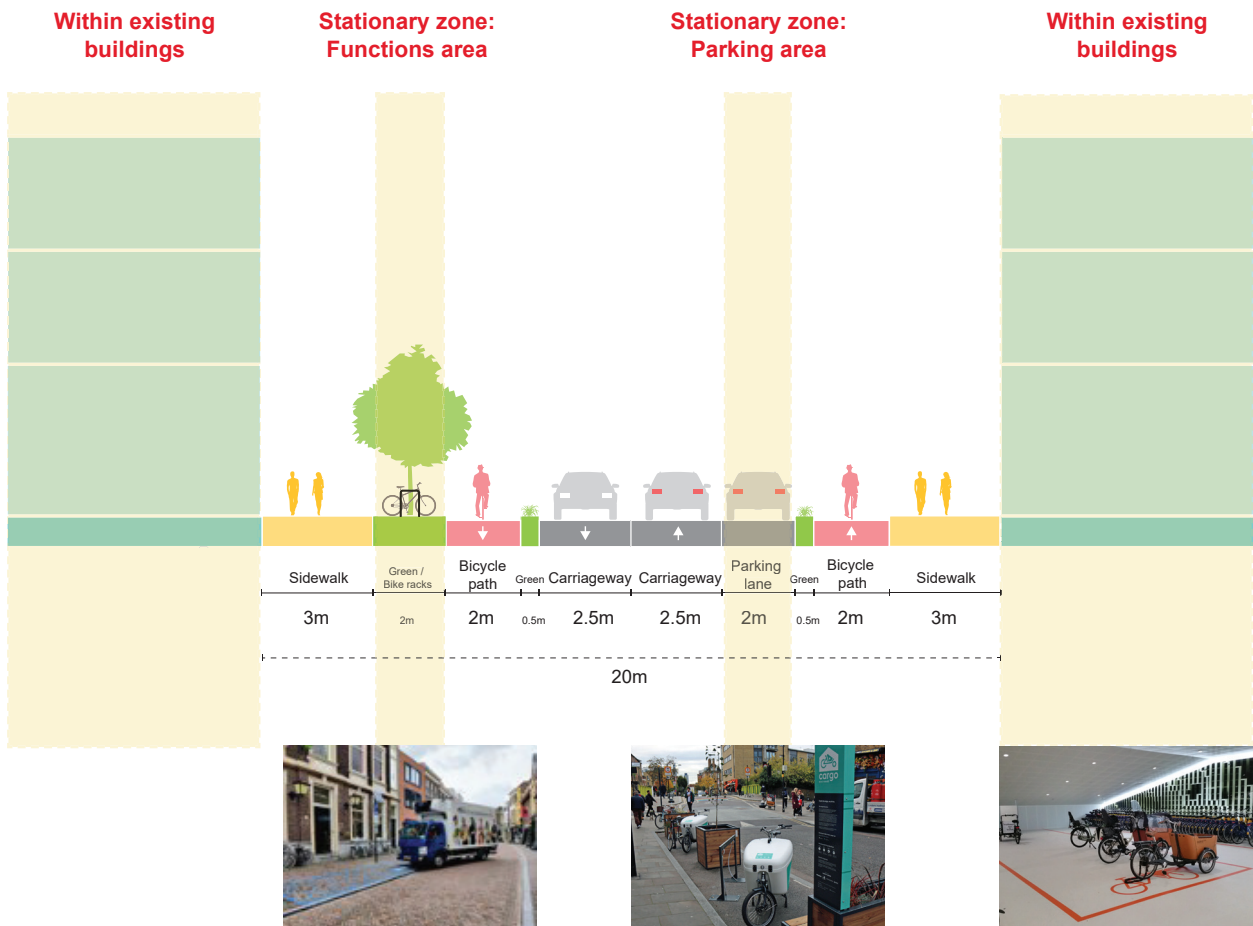 Within existing
buildings
Stationary zone:
Functions area
Stationary zone:
Parking area
Within existing
buildings
Sidewalk
Green /
Bike racks
Bicycle
path
Green
Carriageway
Carriageway
Parking
lane
Green
Bicycle
path
Sidewalk
3m
2m
2m
0.5m
2.5m
2.5m
2m
0.5m
2m
3m
20m
cargo